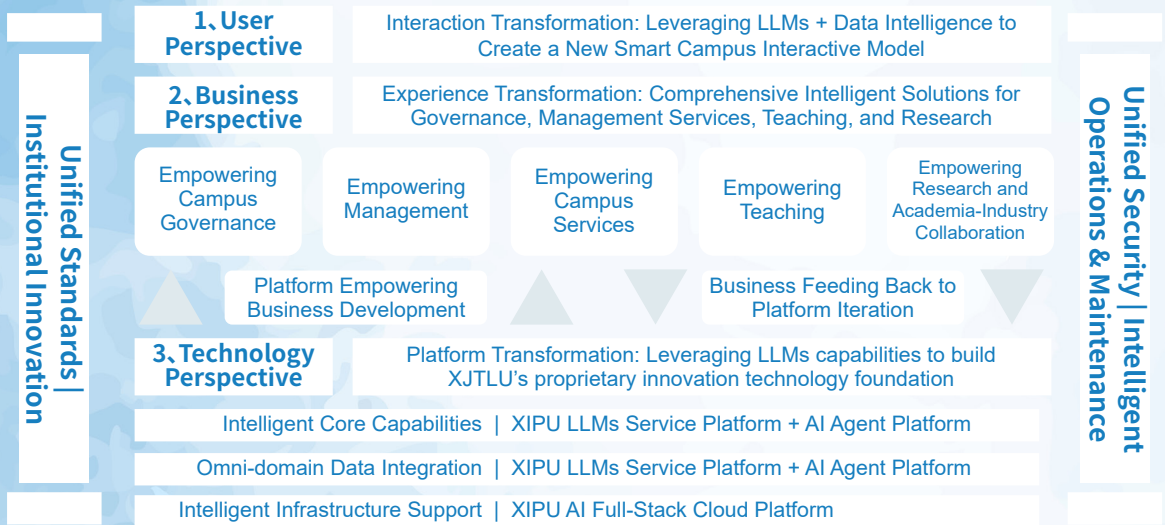 Unified Standards |
Institutional Innovation
1、User
Perspective
Interaction Transformation: Leveraging LLMs + Data Intelligence to
Create a New Smart Campus Interactive Model
2、Business
Perspective
Experience Transformation: Comprehensive Intelligent Solutions for
Governance, Management Services, Teaching, and Research
Empowering
Campus
Governance
Empowering
Management
Empowering
Campus
Services
Empowering
Teaching
Empowering
Research and
Academia-Industry
Collaboration
Platform Empowering
Business Development
Business Feeding Back to
Platform Iteration
3、Technology
Perspective
Platform Transformation: Leveraging LLMs capabilities to build
XJTLU's proprietary innovation technology foundation
Intelligent Core Capabilities | XIPU LLMs Service Platform + AI Agent Platform
Omni-domain Data Integration | XIPU LLMs Service Platform + AI Agent Platform
Intelligent Infrastructure Support | XIPU AI Full-Stack Cloud Platform
Unified Security | Intelligent
Operations & Maintenance